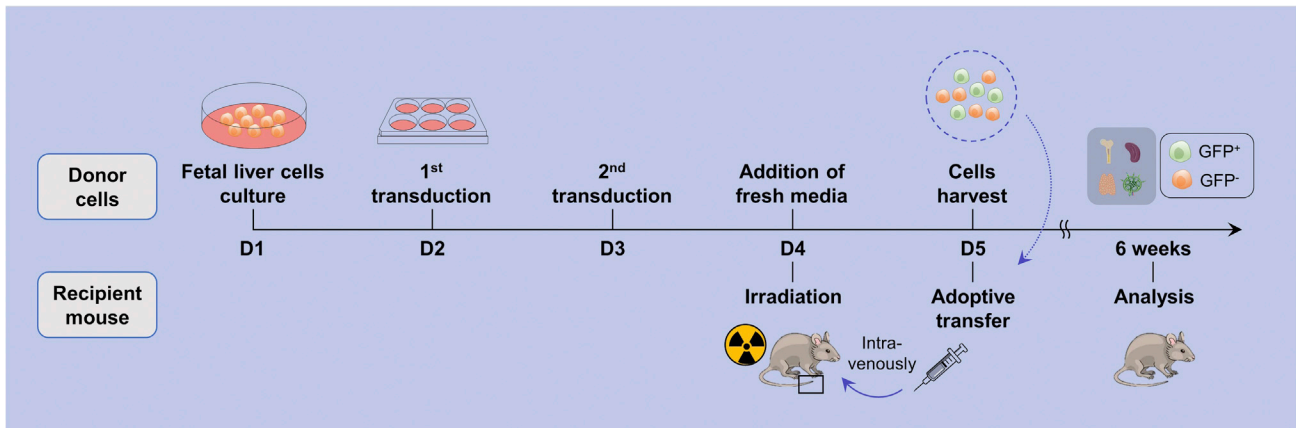 Donor
cells
Fetal liver cells
culture
1st
transduction
2nd
transduction
Addition of
fresh media
Cells
harvest
GFP+
GFP-
D1
D2
D3
D4
D5
6 weeks
Recipient
mouse
Irradiation
Adoptive
transfer
Analysis
Intra-
venously